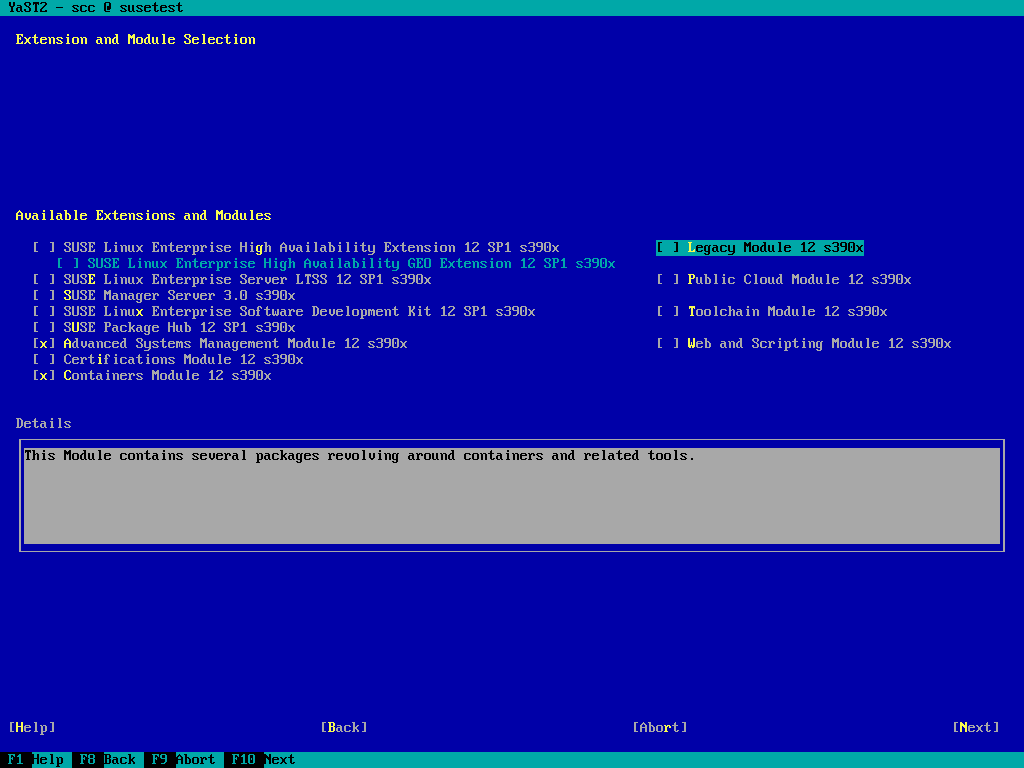 YaST2 - scc @ susetest
Extension and Module Selection
Available Extensions and Modules
[ ] SUSE Linux Enterprise High Availability Extension 12 SP1 s390x [ ] Legacy Module 12 s390x
[ ] SUSE Linux Enterprise High Availability GEO Extension 12 SP1 s390x
[ ] SUSE Linux Enterprise Server LTSS 12 SP1 s390x [ ] Public Cloud Module 12 s390x
[ ] SUSE Manager Server 3.0 s390x
[ ] SUSE Linux Enterprise Software Development Kit 12 SP1 s390x [ ] Toolchain Module 12 s390x
[ ] SUSE Package Hub 12 SP1 s390x
[x] Advanced Systems Management Module 12 s390x [ ] Web and Scripting Module 12 s390x
[ ] Certifications Module 12 s390x
[x] Containers Module 12 s390x
Details
This Module contains several packages revolving around containers and related tools.
[Help] [Back] [Abort] [Next]
F1 Help F8 Back F9 Abort F10 Next